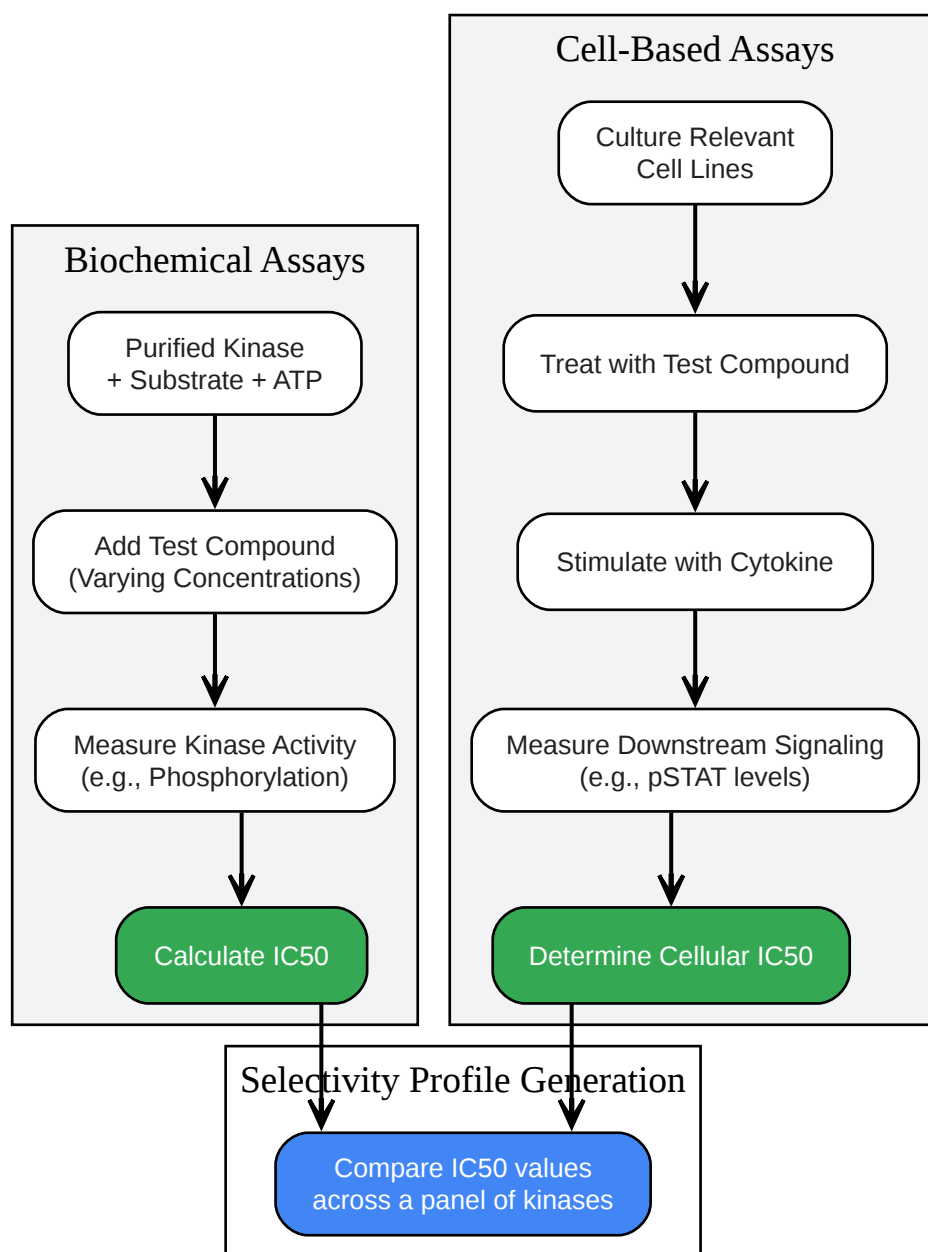 Cell-Based Assays
Culture Relevant
Cell Lines
Treat with Test Compound
Stimulate with Cytokine
Measure Downstream Signaling
(e.g., pSTAT levels)
Determine Cellular IC50
Biochemical Assays
Purified Kinase
+ Substrate + ATP
Add Test Compound
(Varying Concentrations)
Measure Kinase Activity
(e.g., Phosphorylation)
Calculate IC50
Selectivity Profile Generation
Compare IC50 values
across a panel of kinases